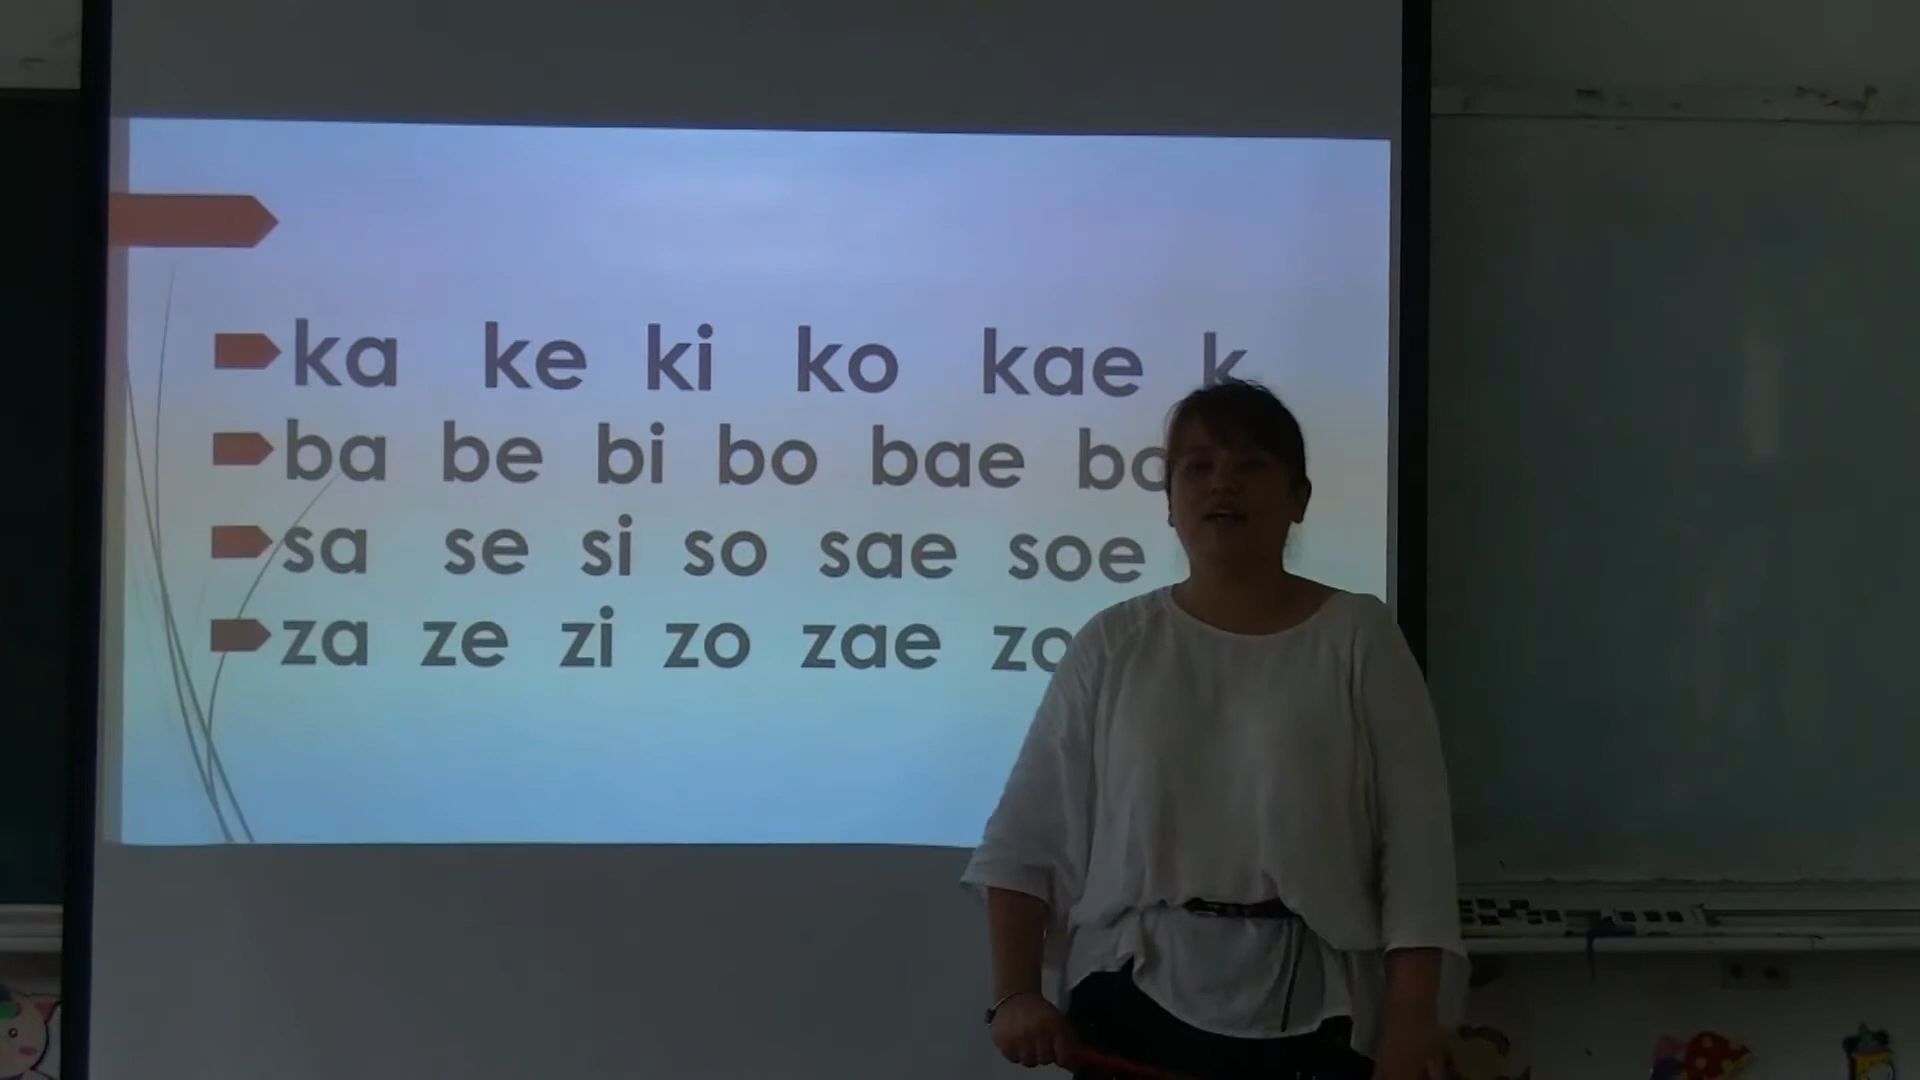 ka ke ki ko kae
ba be bi bo bae
sa se si so sae soe
za ze zi zo zae